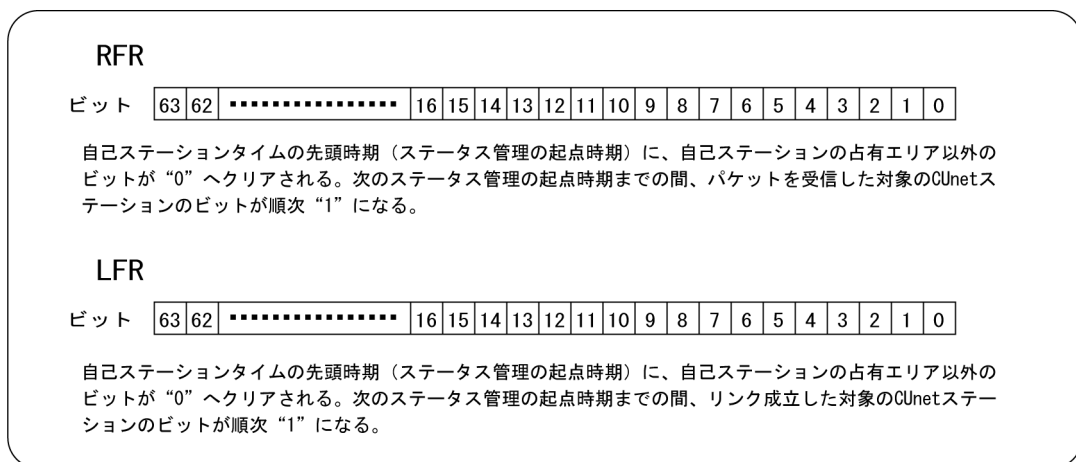 RFR
ビット 63 62 ▪▪▪▪▪▪▪▪▪▪▪▪▪▪▪▪ 16 15 14 13 12 11 10 9 8 7 6 5 4 3 2 1 0
自己ステーションタイムの先頭時期（ステータス管理の起点時期）に、自己ステーションの占有エリア以外の
ビットが“0”へクリアされる。次のステータス管理の起点時期までの間、パケットを受信した対象のCUnetス
テーションのビットが順次“1”になる。
LFR
ビット 63 62 ▪▪▪▪▪▪▪▪▪▪▪▪▪▪▪▪ 16 15 14 13 12 11 10 9 8 7 6 5 4 3 2 1 0
自己ステーションタイムの先頭時期（ステータス管理の起点時期）に、自己ステーションの占有エリア以外の
ビットが“0”へクリアされる。次のステータス管理の起点時期までの間、リンク成立した対象のCUnetステー
ションのビットが順次“1”になる。